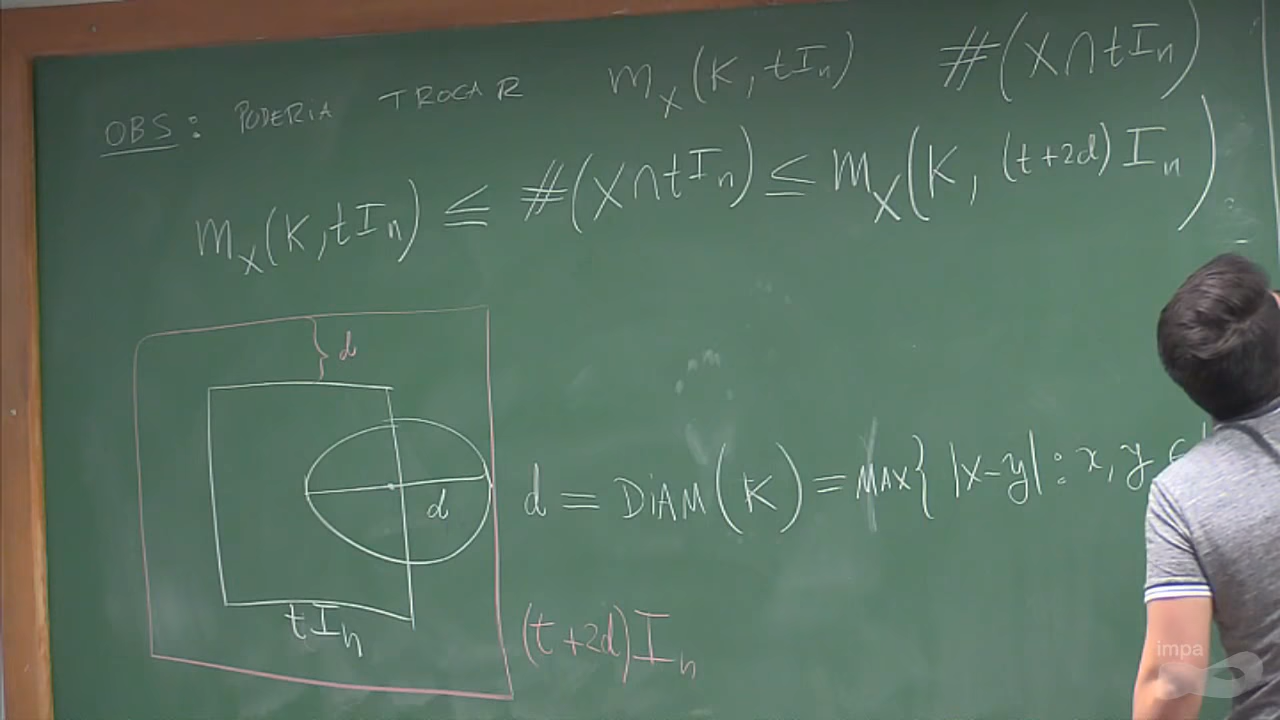 OBS: PODERIA TROCAR m_X(K, tI_n) #(X∩tI_n)
m_X(K, tI_n) ≤ #(X∩tI_n) ≤ m_X(K, (t+2d)I_n).
} d
d
d = DIAM(K) = MAX{ |x-y| : x, y ∈
tI_n
(t+2d)I_n
impa